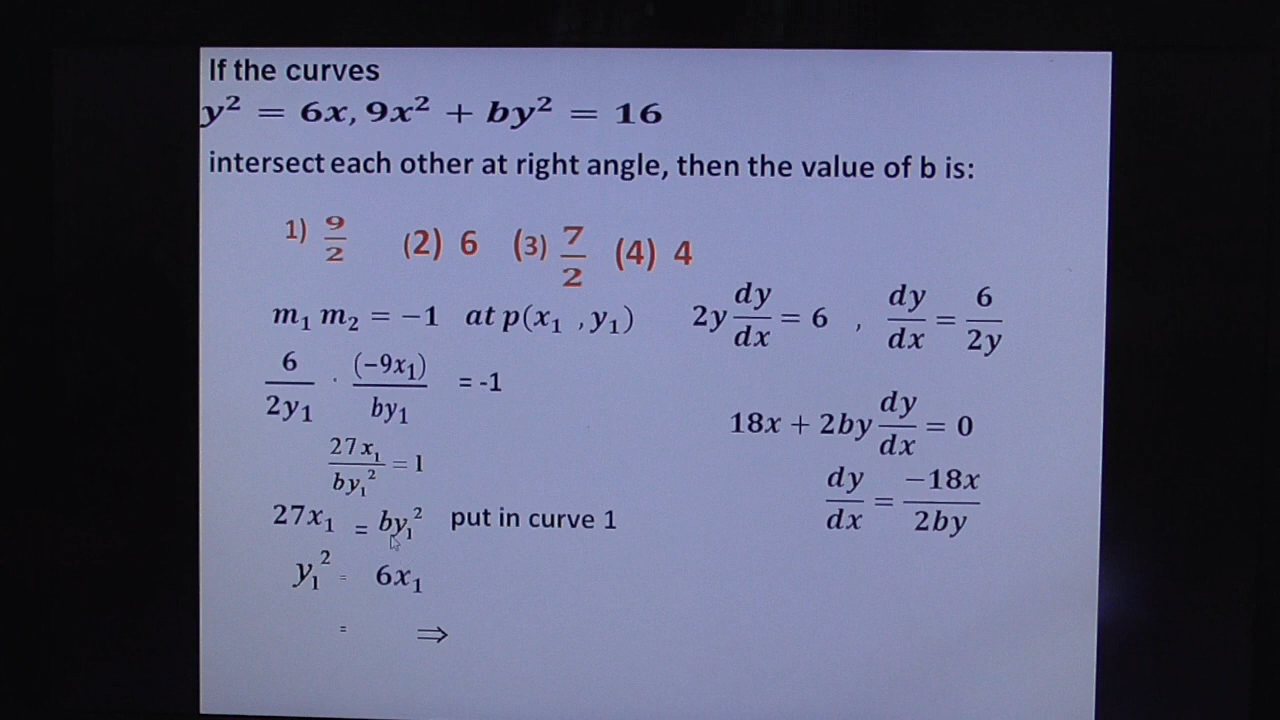 If the curves
y² = 6x, 9x² + by² = 16
intersect each other at right angle, then the value of b is:
1) 9/2 (2) 6 (3) 7/2 (4) 4
m₁ m₂ = −1 at p(x₁ , y₁) 2y dy/dx = 6 , dy/dx = 6/2y
6/2y₁ · (−9x₁)/by₁ = -1
18x + 2by dy/dx = 0
27x₁/by₁² = 1
dy/dx = −18x/2by
27x₁ = by₁² put in curve 1
y₁² = 6x₁
= ⇒